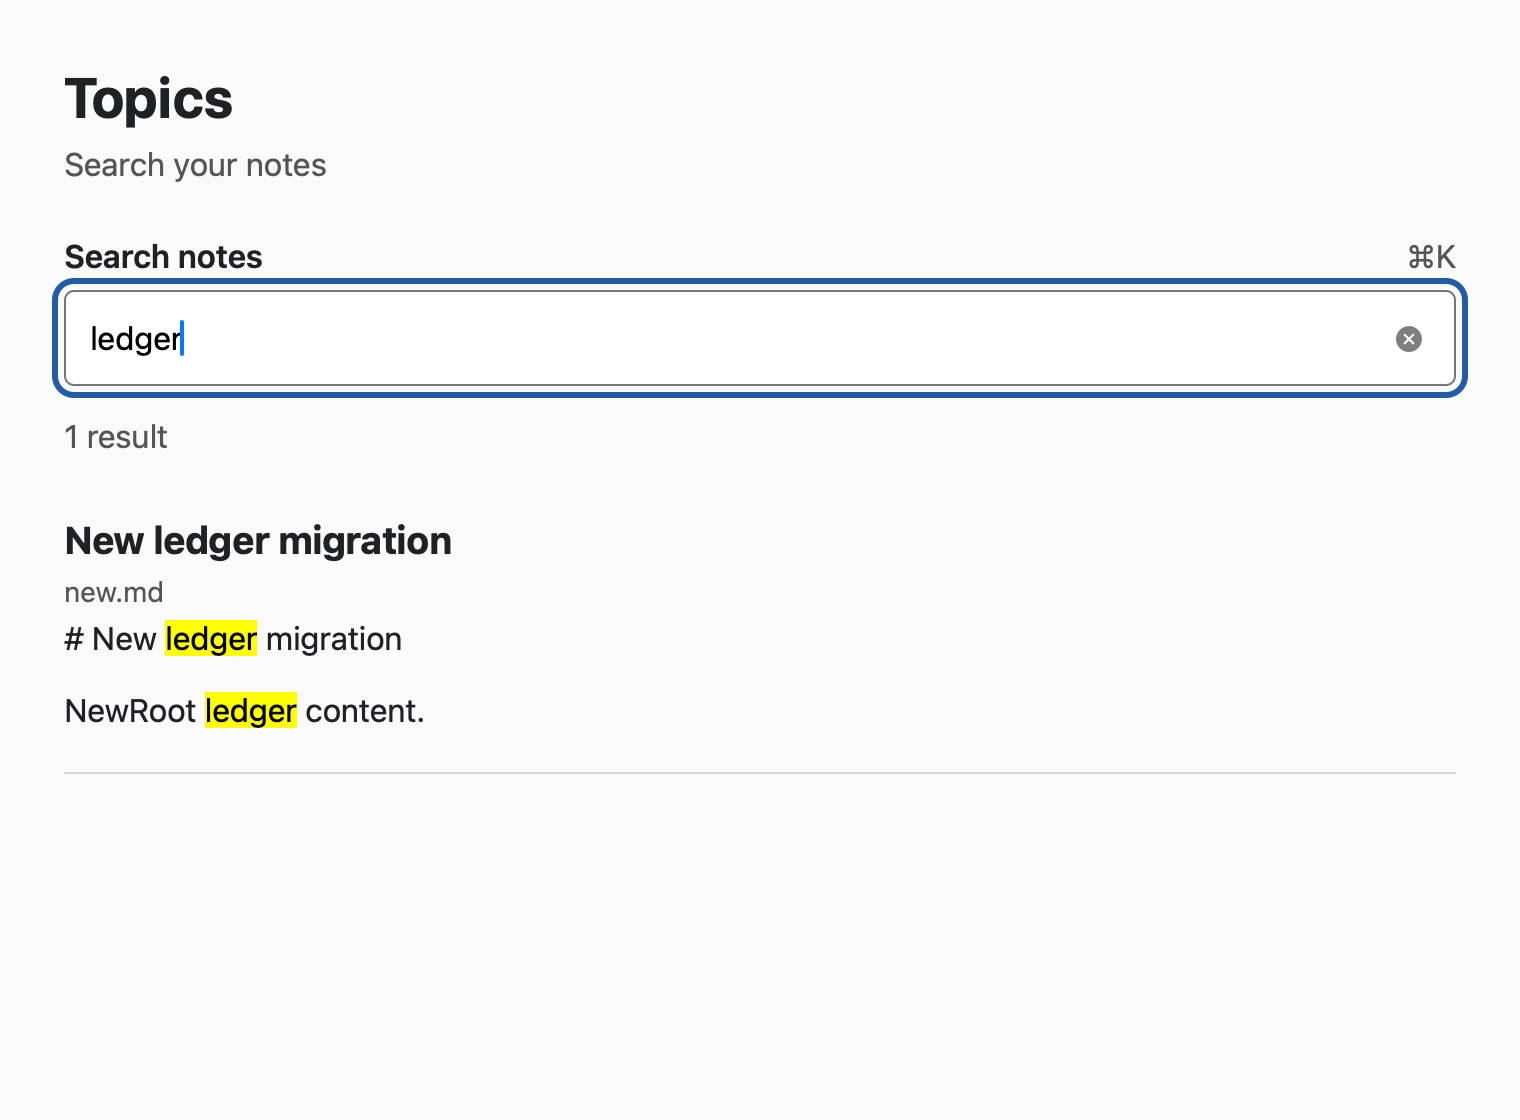 Topics
Search your notes
Search notes ⌘K
ledger
1 result
New ledger migration
new.md
# New ledger migration
NewRoot ledger content.